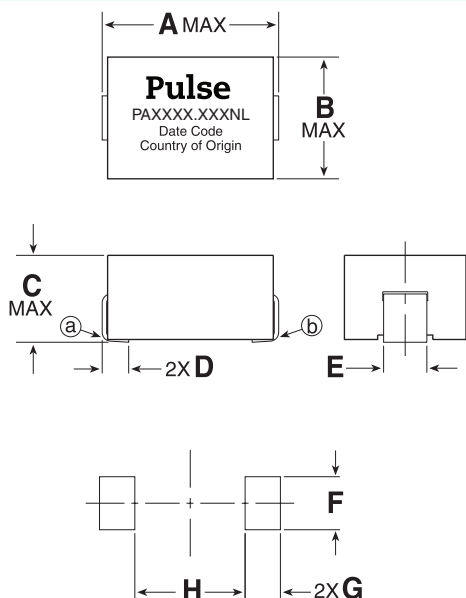 A MAX
Pulse
PAXXXX.XXXNL
Date Code
Country of Origin
B
MAX
C
MAX
a
b
2X D
E
F
H
2X G